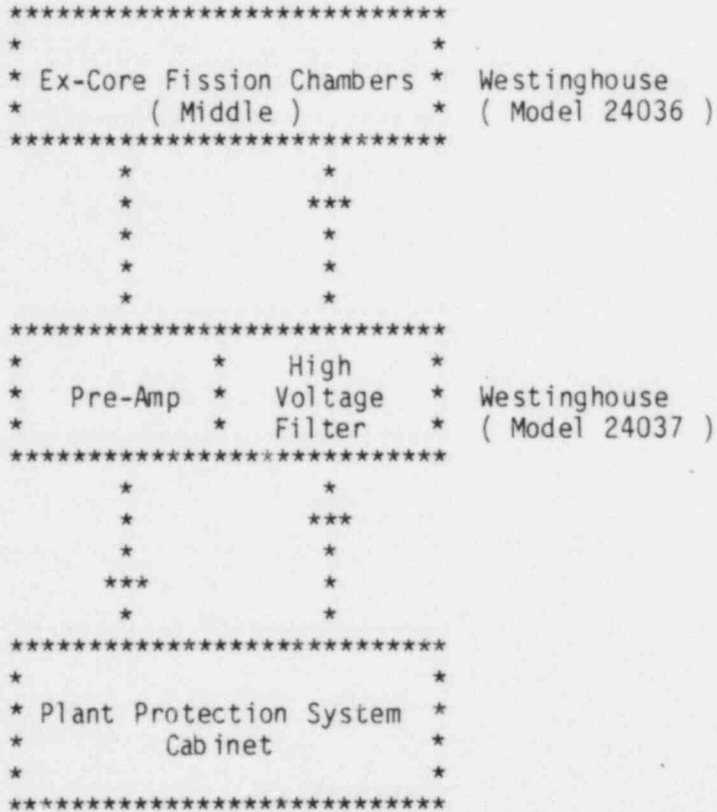 Ex-Core Fission Chambers Westinghouse
( Middle ) ( Model 24036 )
High
Pre-Amp Voltage Westinghouse
Filter ( Model 24037 )
Plant Protection System
Cabinet